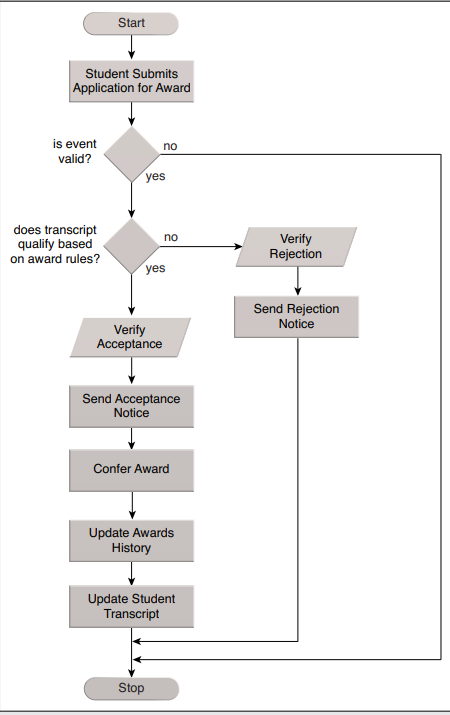 Start
Student Submits
Application for Award
is event
valid?
no
yes
does transcript
qualify based
on award rules?
no
yes
Verify
Rejection
Send Rejection
Notice
Verify
Acceptance
Send Acceptance
Notice
Confer Award
Update Awards
History
Update Student
Transcript
Stop